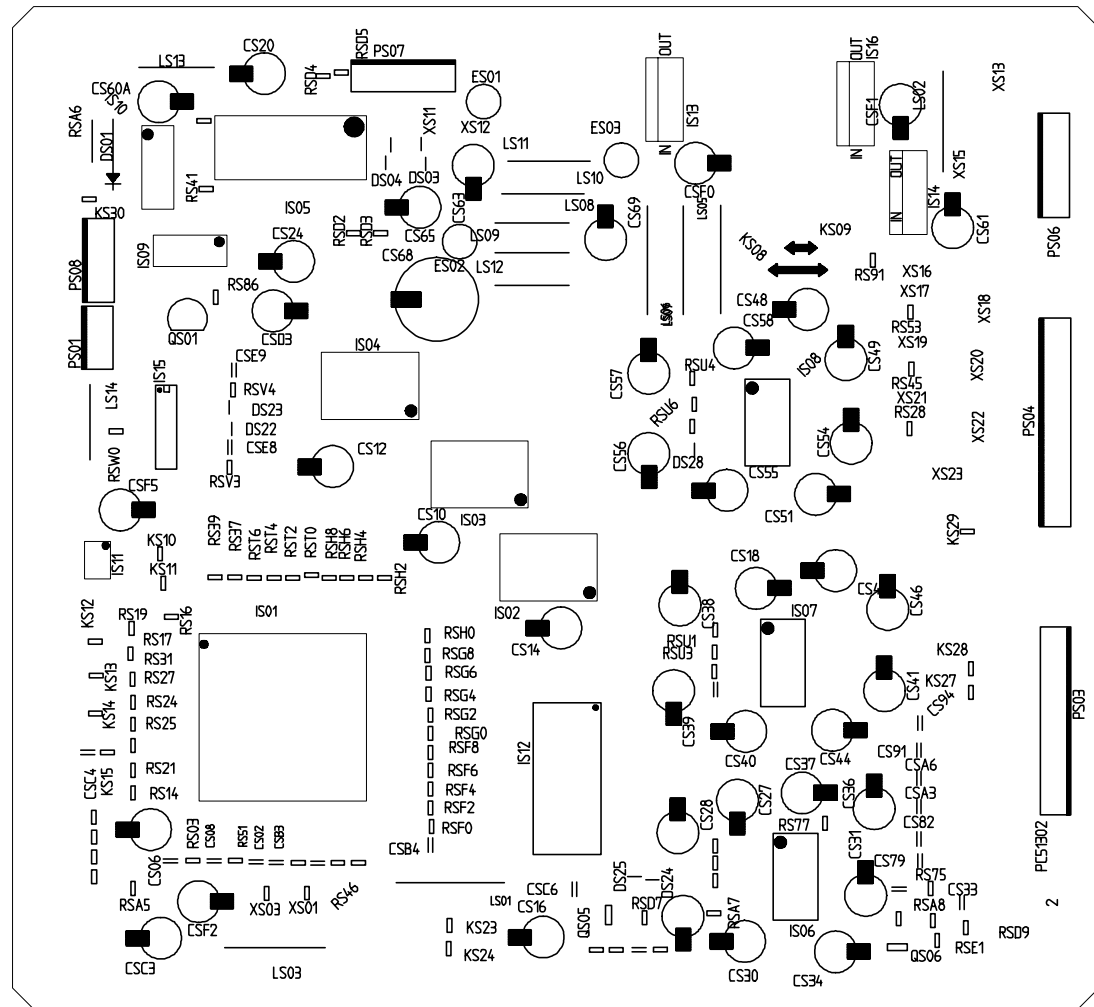 CS20
LS13
RSD5
PS07
RSD4
CS60A
IS10
RSA6
DS01
ES01
XS11
XS12
LS11
ES03
OUT
IS13
IN
OUT
IS16
CSF1
LS02
IN
XS13
XS15
OUT
IS14
IN
RS41
DS04
DS03
CS63
LS10
CSF0
LS05
KS30
IS05
CS24
RSD2
RSD3
CS65
LS08
CS69
LS09
KS09
KS08
CS61
PS06
PS08
IS09
CS68
ES02
LS12
RS91
XS16
RS86
XS17
XS18
CS48
CS58
QS01
CSD3
RS53
XS19
PS01
IS15
CSE9
IS04
IS08
CS49
XS20
LS14
RSV4
CS57
RSU4
RS45
DS23
XS21
DS22
RSU6
RS28
CSE8
CS12
CS56
CS54
XS22
PS04
RSW0
RSV3
DS28
CS55
XS23
CSF5
CS10
IS03
CS51
KS29
RS39
RS37
RST6
RST4
RST2
RST0
RSH8
RSH6
RSH4
RSH2
KS10
IS11
KS11
CS18
CS46
KS12
RS19
RS16
IS01
IS02
CS38
IS07
RS17
RSH0
CS14
RSU1
RS31
RSG8
RSU3
KS28
KS13
RS27
RSG6
CS41
KS27
RS24
RSG4
CS94
KS14
RS25
RSG2
CS39
PS03
RSG0
RSF8
IS12
CS40
CS44
CS91
CSC4
KS15
RS21
RSF6
CS37
CSA6
RS14
RSF4
CS27
CS36
CSA3
RSF2
CS28
RS77
CS82
RSF0
CS06
RS03
CS08
RS51
CS02
CSB3
CSB4
CS31
CS79
PC51302
DS25
DS24
RS75
RSA5
XS03
XS01
RS46
LS01
CSC6
CS33
CSF2
CS16
QS05
RSD7
RSA7
RSA8
2
KS23
IS06
RSE1
RSD9
CSC3
KS24
QS06
LS03
CS30
CS34